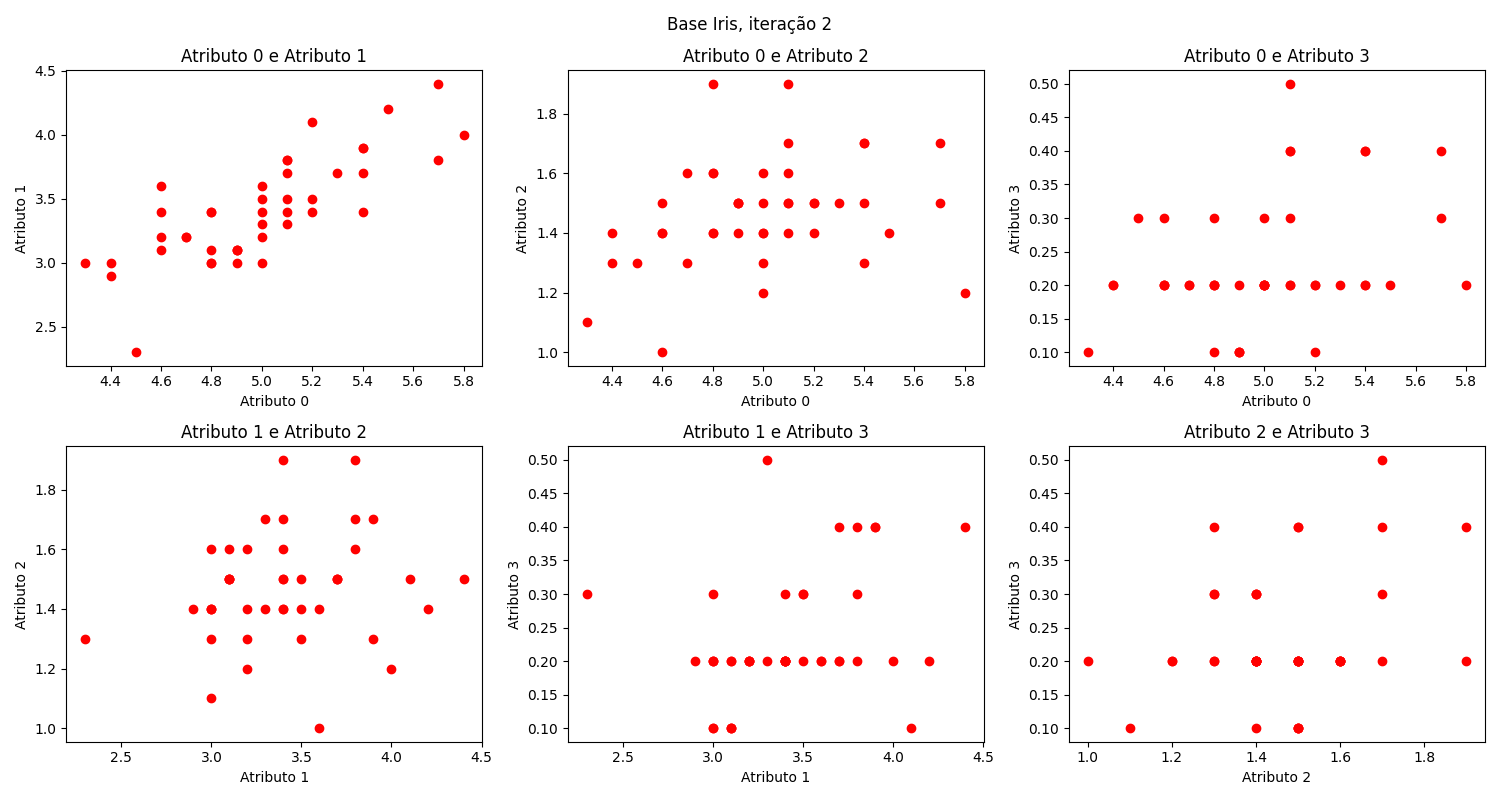 Base Iris, iteração 2
Atributo 0 e Atributo 1
4.5
4.0
3.5
3.0
2.5
Atributo 1
4.4 4.6 4.8 5.0 5.2 5.4 5.6 5.8
Atributo 0
Atributo 0 e Atributo 2
1.8
1.6
1.4
1.2
1.0
Atributo 2
4.4 4.6 4.8 5.0 5.2 5.4 5.6 5.8
Atributo 0
Atributo 0 e Atributo 3
0.50
0.45
0.40
0.35
0.30
0.25
0.20
0.15
0.10
Atributo 3
4.4 4.6 4.8 5.0 5.2 5.4 5.6 5.8
Atributo 0
Atributo 1 e Atributo 2
1.8
1.6
1.4
1.2
1.0
Atributo 2
2.5 3.0 3.5 4.0 4.5
Atributo 1
Atributo 1 e Atributo 3
0.50
0.45
0.40
0.35
0.30
0.25
0.20
0.15
0.10
Atributo 3
2.5 3.0 3.5 4.0 4.5
Atributo 1
Atributo 2 e Atributo 3
0.50
0.45
0.40
0.35
0.30
0.25
0.20
0.15
0.10
Atributo 3
1.0 1.2 1.4 1.6 1.8
Atributo 2